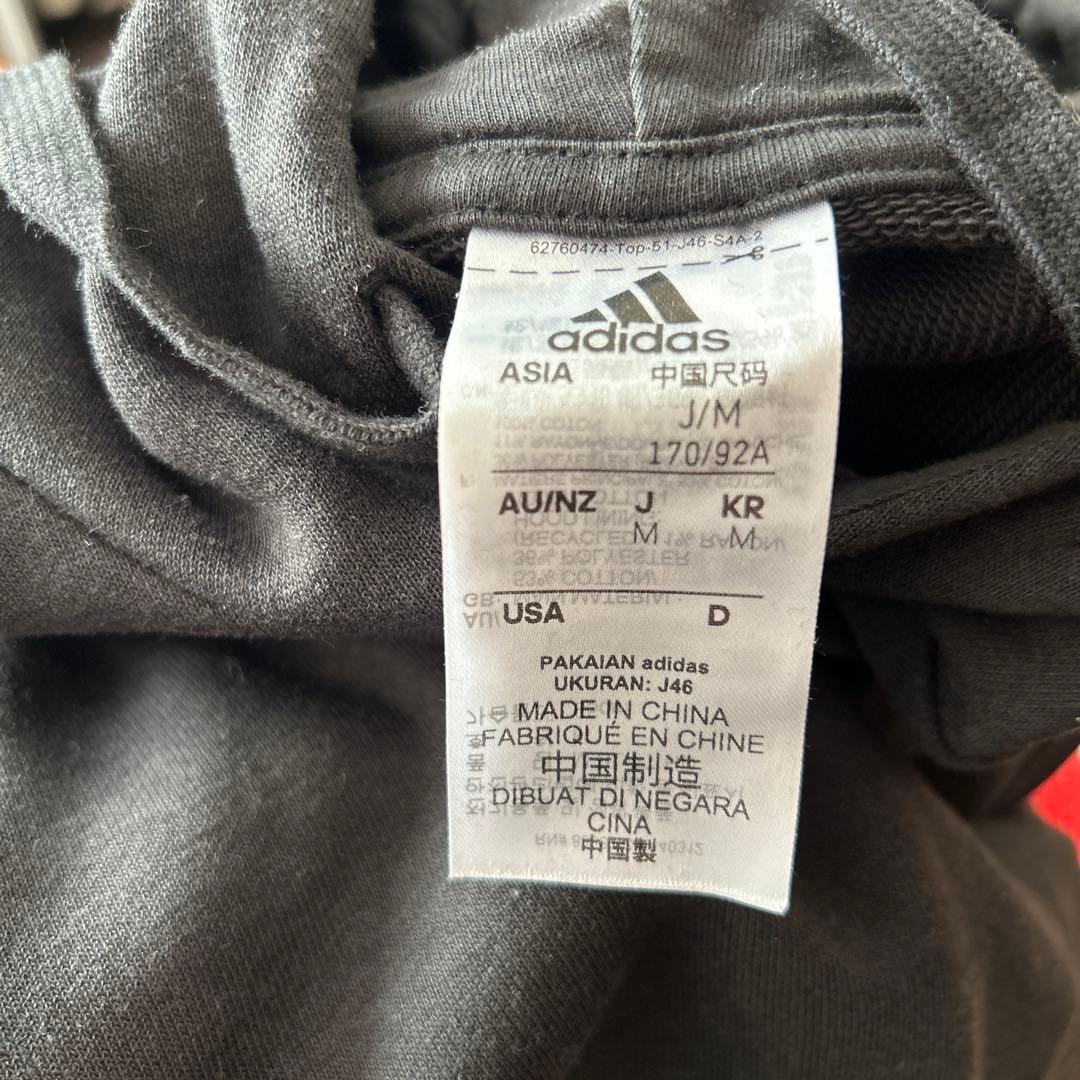 62760474-Top-51-J46-S4A-2
adidas
ASIA 中国尺码
J/M
170/92A
AU/NZ J KR
M M
USA D
PAKAIAN adidas
UKURAN: J46
MADE IN CHINA
FABRIQUÉ EN CHINE
中国制造
DIBUAT DI NEGARA
CINA
中国製